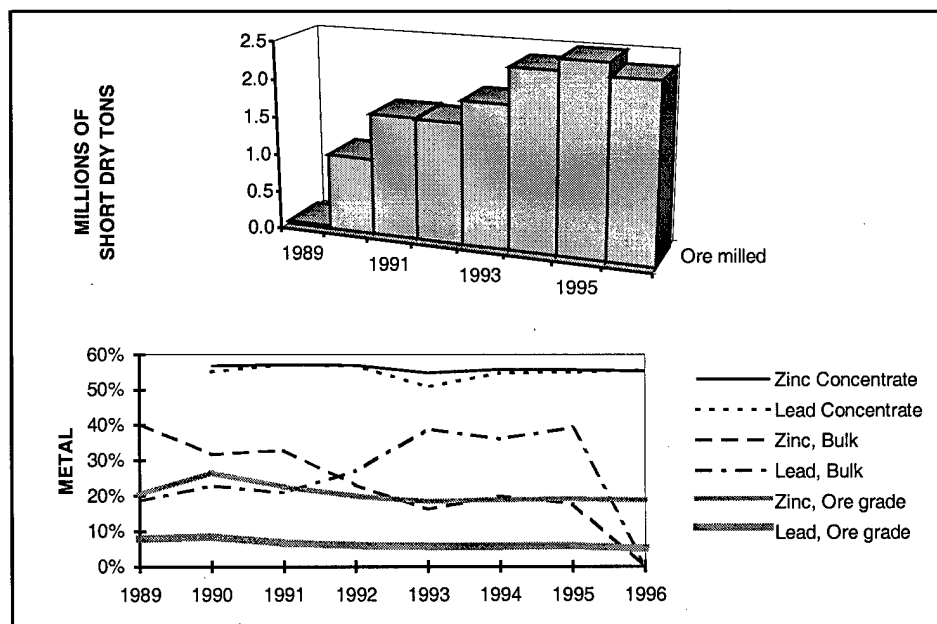 MILLIONS OF
SHORT DRY TONS
2.5
2.0
1.5
1.0
0.5
0.0
1989
1991
1993
1995
Ore milled
METAL
60%
50%
40%
30%
20%
10%
0%
1989 1990 1991 1992 1993 1994 1995 1996
Zinc Concentrate
Lead Concentrate
Zinc, Bulk
Lead, Bulk
Zinc, Ore grade
Lead, Ore grade